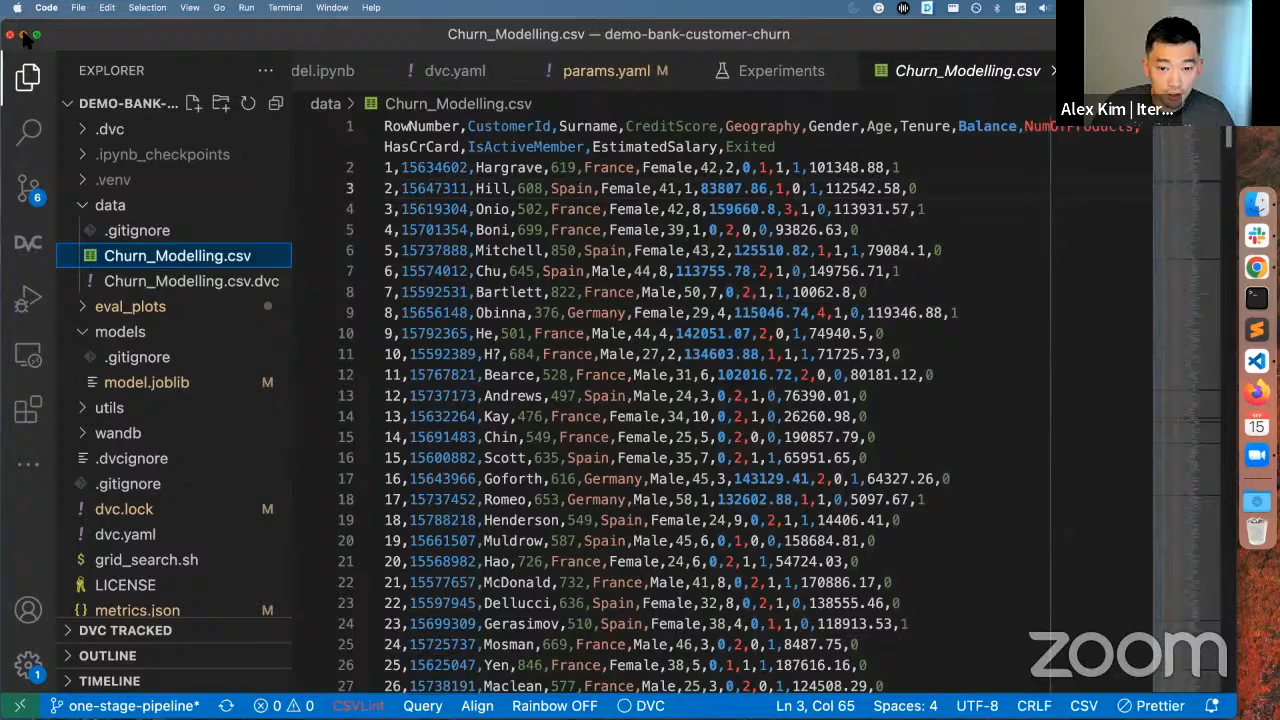 Code File Edit Selection View Go Run Terminal Window Help
Churn_Modelling.csv — demo-bank-customer-churn
Alex Kim | Iter...
EXPLORER
del.ipynb dvc.yaml params.yaml M Experiments Churn_Modelling.csv
DEMO-BANK-...
data > Churn_Modelling.csv
.dvc
.ipynb_checkpoints
.venv
data
.gitignore
Churn_Modelling.csv
Churn_Modelling.csv.dvc
eval_plots
models
.gitignore
model.joblib M
utils
wandb
.dvcignore
.gitignore
dvc.lock M
dvc.yaml
grid_search.sh
LICENSE
metrics.json M
DVC TRACKED
OUTLINE
TIMELINE
6
DVC
1
1 RowNumber,CustomerId,Surname,CreditScore,Geography,Gender,Age,Tenure,Balance,NumOfProducts,
HasCrCard,IsActiveMember,EstimatedSalary,Exited
2 1,15634602,Hargrave,619,France,Female,42,2,0,1,1,1,101348.88,1
3 2,15647311,Hill,608,Spain,Female,41,1,83807.86,1,0,1,112542.58,0
4 3,15619304,Onio,502,France,Female,42,8,159660.8,3,1,0,113931.57,1
5 4,15701354,Boni,699,France,Female,39,1,0,2,0,0,93826.63,0
6 5,15737888,Mitchell,850,Spain,Female,43,2,125510.82,1,1,1,79084.1,0
7 6,15574012,Chu,645,Spain,Male,44,8,113755.78,2,1,0,149756.71,1
8 7,15592531,Bartlett,822,France,Male,50,7,0,2,1,1,10062.8,0
9 8,15656148,Obinna,376,Germany,Female,29,4,115046.74,4,1,0,119346.88,1
10 9,15792365,He,501,France,Male,44,4,142051.07,2,0,1,74940.5,0
11 10,15592389,H?,684,France,Male,27,2,134603.88,1,1,1,71725.73,0
12 11,15767821,Bearce,528,France,Male,31,6,102016.72,2,0,0,80181.12,0
13 12,15737173,Andrews,497,Spain,Male,24,3,0,2,1,0,76390.01,0
14 13,15632264,Kay,476,France,Female,34,10,0,2,1,0,26260.98,0
15 14,15691483,Chin,549,France,Female,25,5,0,2,0,0,190857.79,0
16 15,15600882,Scott,635,Spain,Female,35,7,0,2,1,1,65951.65,0
17 16,15643966,Goforth,616,Germany,Male,45,3,143129.41,2,0,1,64327.26,0
18 17,15737452,Romeo,653,Germany,Male,58,1,132602.88,1,1,0,5097.67,1
19 18,15788218,Henderson,549,Spain,Female,24,9,0,2,1,1,14406.41,0
20 19,15661507,Muldrow,587,Spain,Male,45,6,0,1,0,0,158684.81,0
21 20,15568982,Hao,726,France,Female,24,6,0,2,1,1,54724.03,0
22 21,15577657,McDonald,732,France,Male,41,8,0,2,1,1,170886.17,0
23 22,15597945,Dellucci,636,Spain,Female,32,8,0,2,1,0,138555.46,0
24 23,15699309,Gerasimov,510,Spain,Female,38,4,0,1,1,0,118913.53,1
25 24,15725737,Mosman,669,France,Male,46,3,0,2,0,1,8487.75,0
26 25,15625047,Yen,846,France,Female,38,5,0,1,1,1,187616.16,0
27 26,15738191,Maclean,577,France,Male,25,3,0,2,0,1,124508.29,0
SEP
15
zoom
one-stage-pipeline* 0 0 CSVLint Query Align Rainbow OFF DVC Ln 3, Col 65 Spaces: 4 UTF-8 CRLF CSV Prettier